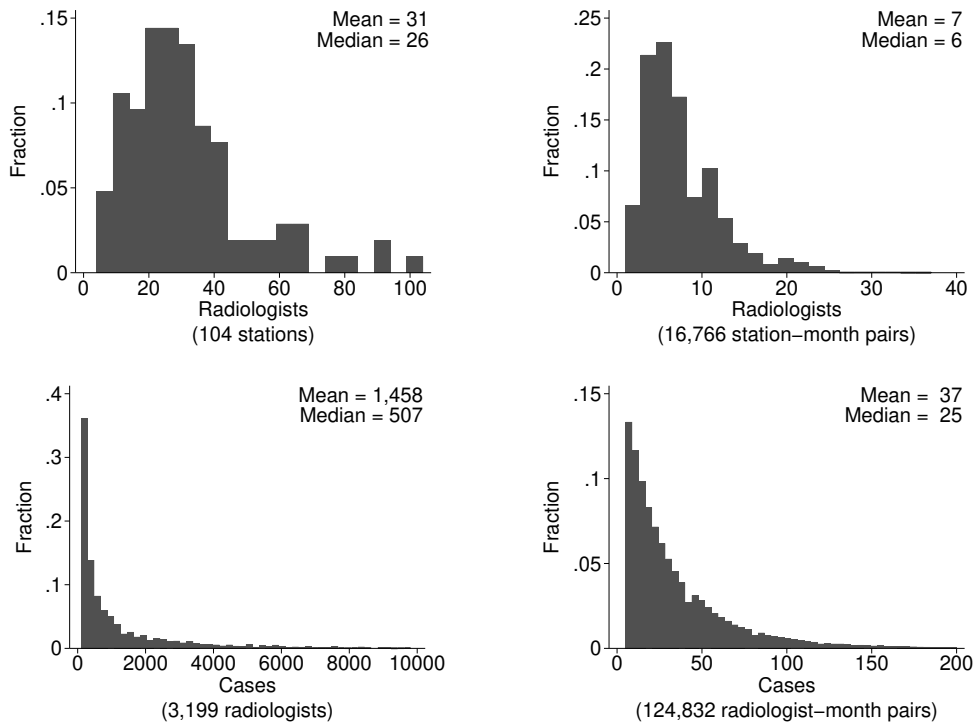 Mean = 31
Median = 26
.15
.1
.05
0
Fraction
0 20 40 60 80 100
Radiologists
(104 stations)
Mean = 7
Median = 6
.25
.2
.15
.1
.05
0
Fraction
0 10 20 30 40
Radiologists
(16,766 station−month pairs)
Mean = 1,458
Median = 507
.4
.3
.2
.1
0
Fraction
0 2000 4000 6000 8000 10000
Cases
(3,199 radiologists)
Mean = 37
Median = 25
.15
.1
.05
0
Fraction
0 50 100 150 200
Cases
(124,832 radiologist−month pairs)